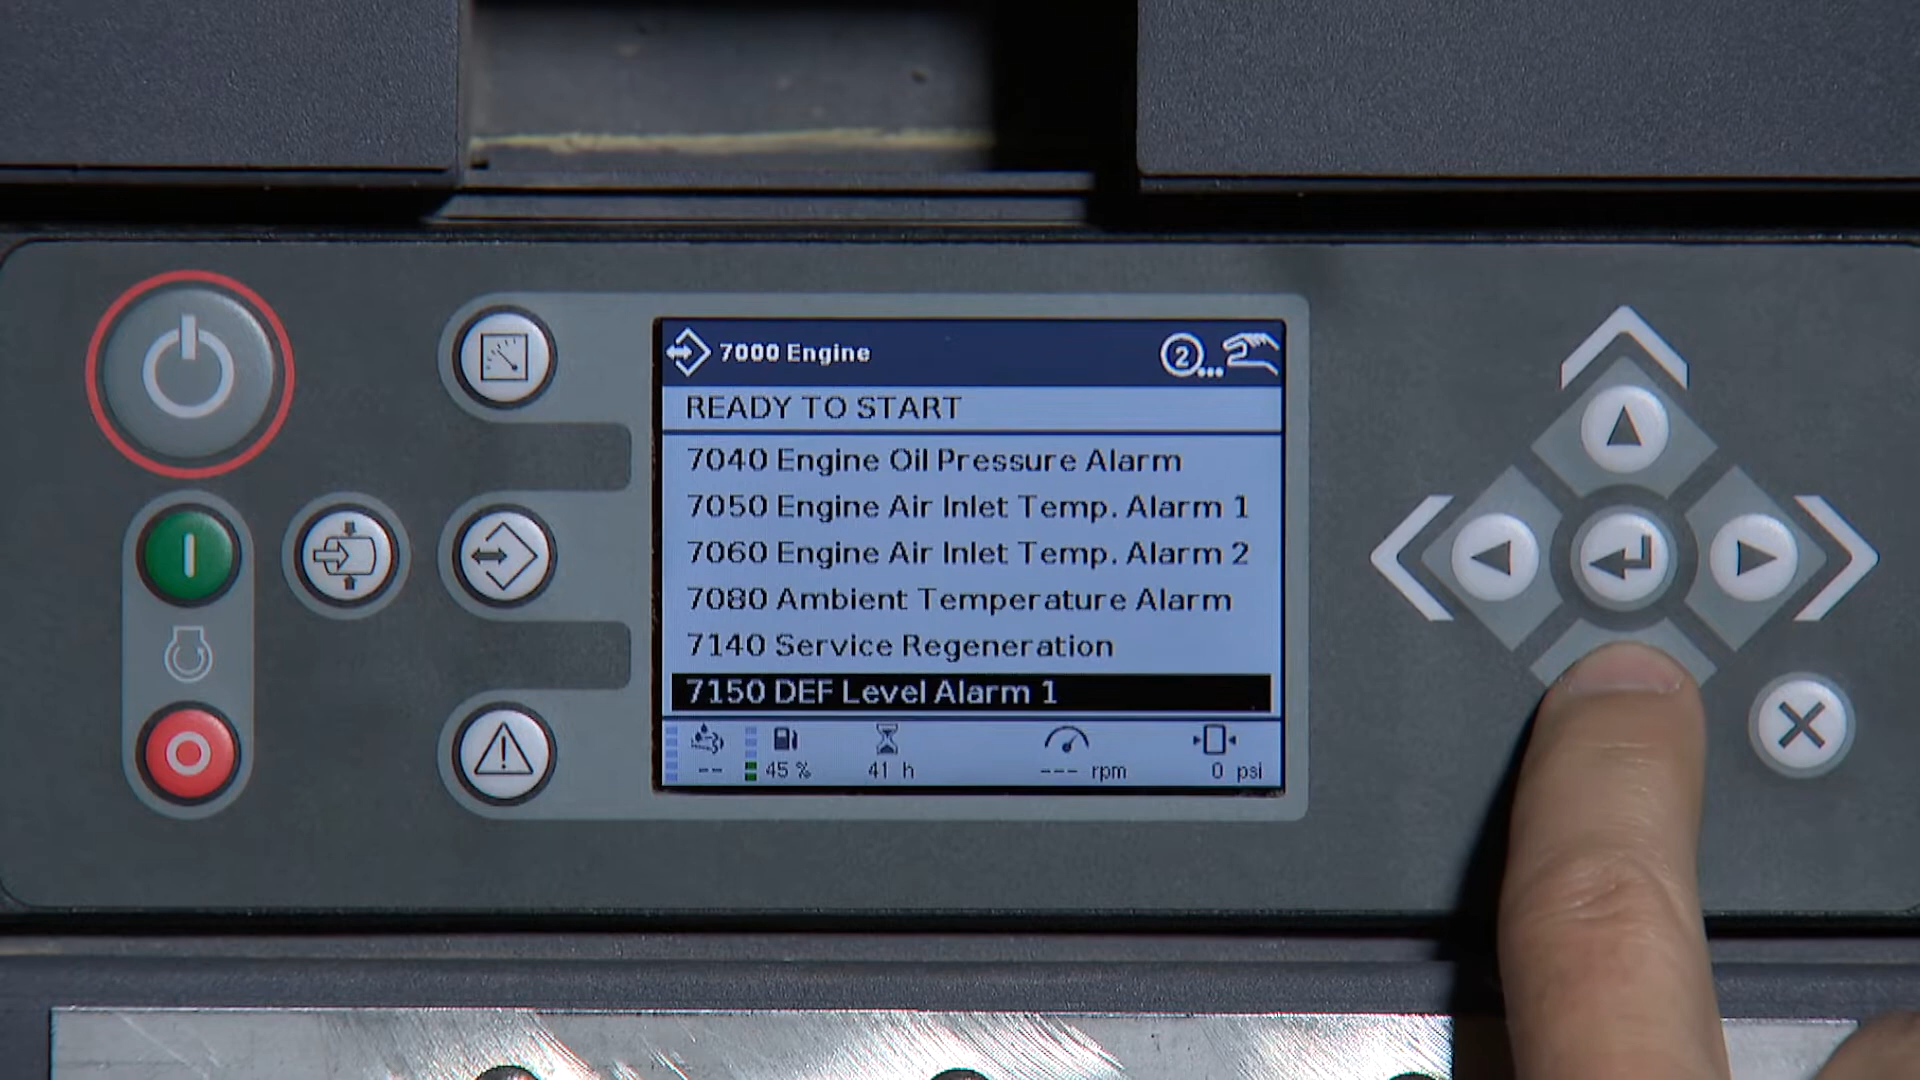 7000 Engine
2...
READY TO START
7040 Engine Oil Pressure Alarm
7050 Engine Air Inlet Temp. Alarm 1
7060 Engine Air Inlet Temp. Alarm 2
7080 Ambient Temperature Alarm
7140 Service Regeneration
7150 DEF Level Alarm 1
-- 45 % 41 h --- rpm 0 psi